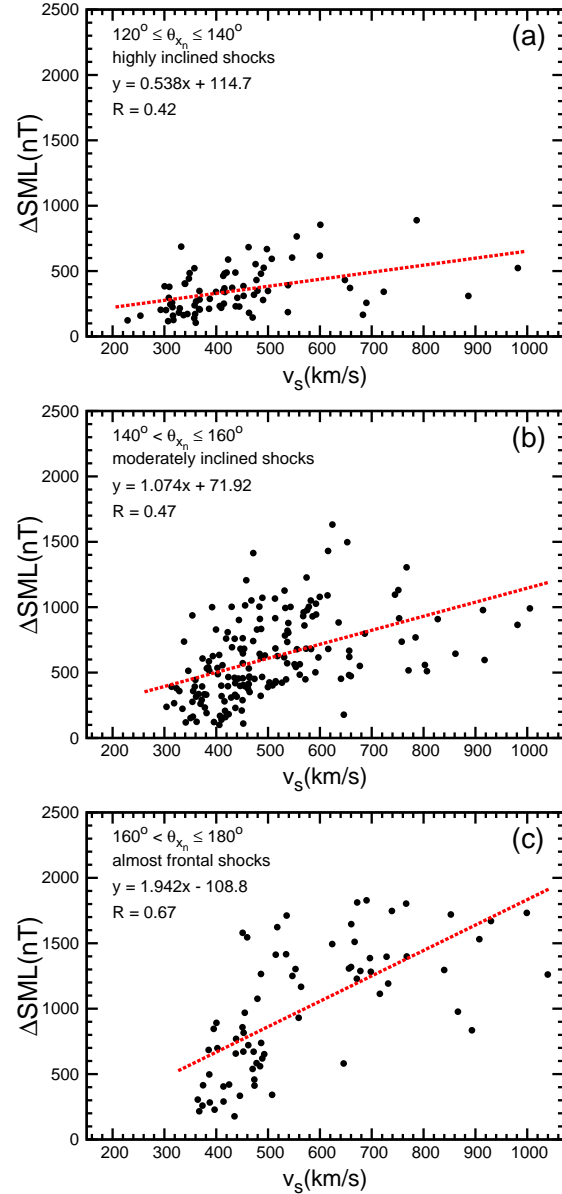 2500
(a)
120° ≤ θxn ≤ 140°
highly inclined shocks
2000
y = 0.538x + 114.7
R = 0.42
1500
ΔSML(nT)
1000
500
0
200 300 400 500 600 700 800 900 1000
vs(km/s)
2500
(b)
140° < θxn ≤ 160°
moderately inclined shocks
2000
y = 1.074x + 71.92
R = 0.47
1500
ΔSML(nT)
1000
500
0
200 300 400 500 600 700 800 900 1000
vs(km/s)
2500
(c)
160° < θxn ≤ 180°
almost frontal shocks
2000
y = 1.942x - 108.8
R = 0.67
1500
ΔSML(nT)
1000
500
0
200 300 400 500 600 700 800 900 1000
vs(km/s)